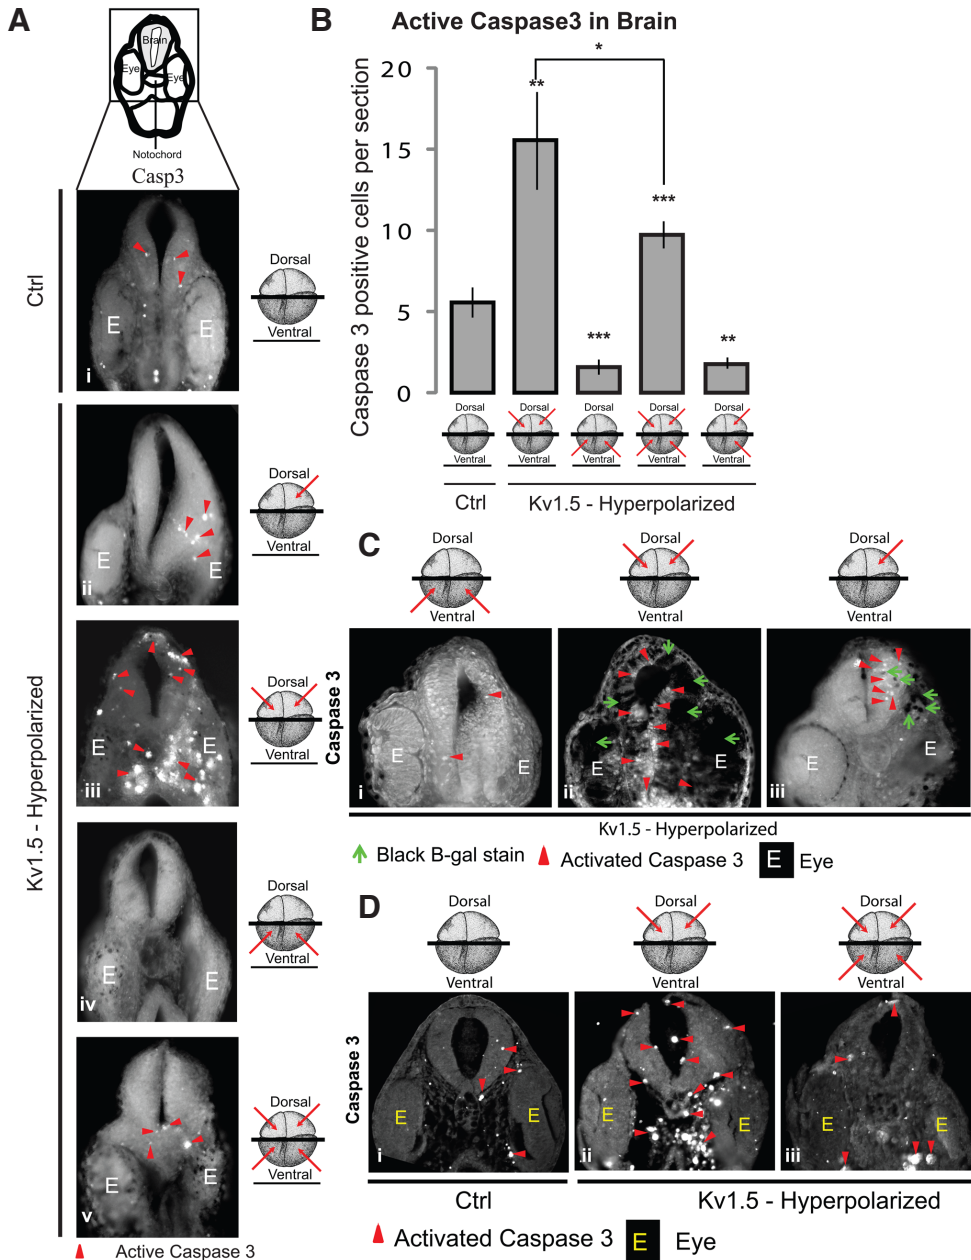 A
Brain
Eye
Eye
Notochord
Casp3
Ctrl
E
E
i
Dorsal
Ventral
Kv1.5 - Hyperpolarized
E
E
ii
Dorsal
Ventral
E
E
iii
Dorsal
Ventral
E
E
iv
Dorsal
Ventral
E
E
v
Dorsal
Ventral
Active Caspase 3
B
Active Caspase3 in Brain
Caspase 3 positive cells per section
20
15
10
5
0
*
**
***
***
**
Dorsal Dorsal Dorsal Dorsal Dorsal
Ventral Ventral Ventral Ventral Ventral
Ctrl Kv1.5 - Hyperpolarized
C
Dorsal Dorsal Dorsal
Ventral Ventral Ventral
Caspase 3
E E
i
E E
ii
E E
iii
Kv1.5 - Hyperpolarized
Black B-gal stain Activated Caspase 3 E Eye
D
Dorsal Dorsal Dorsal
Ventral Ventral Ventral
Caspase 3
E E
i
E E
ii
E E
iii
Ctrl Kv1.5 - Hyperpolarized
Activated Caspase 3 E Eye